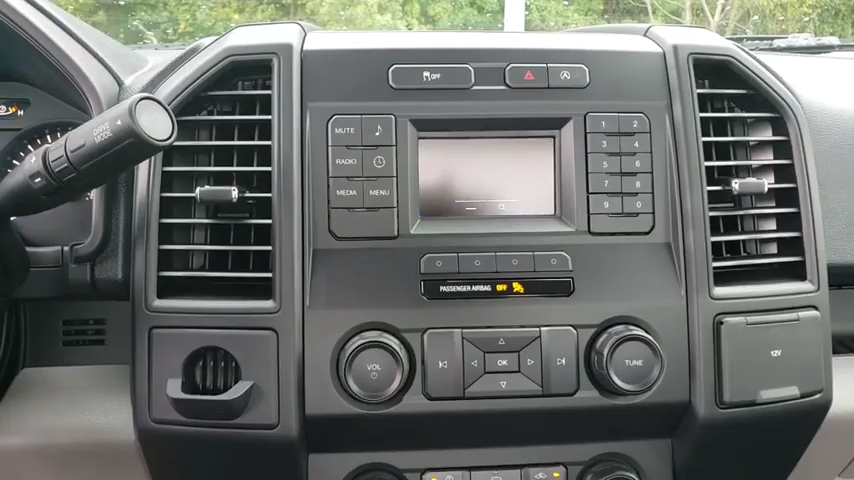 OFF
A
MUTE
RADIO
MEDIA MENU
1 2
3 4
5 6
7 8
9 0
DRIVE
MODE
H
PASSENGER AIRBAG OFF
VOL
OK
TUNE
12V